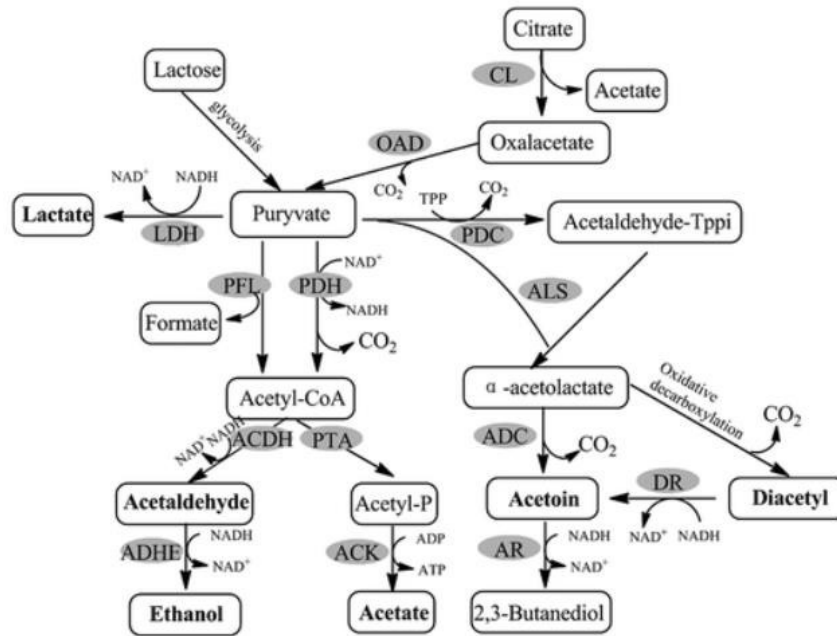 Citrate
Lactose
CL
Acetate
glycolysis
OAD
Oxalacetate
CO₂
NAD⁺
NADH
TPP
CO₂
Lactate
Puryvate
Acetaldehyde-Tppi
LDH
PDC
PFL
PDH
NAD⁺
NADH
ALS
Formate
CO₂
Acetyl-CoA
α-acetolactate
Oxidative
decarboxylation
CO₂
NAD⁺
NADH
ACDH
PTA
ADC
CO₂
Acetaldehyde
Acetyl-P
Acetoin
DR
Diacetyl
NAD⁺
NADH
ADHE
NADH
NAD⁺
ACK
ADP
ATP
AR
NADH
NAD⁺
Ethanol
Acetate
2,3-Butanediol